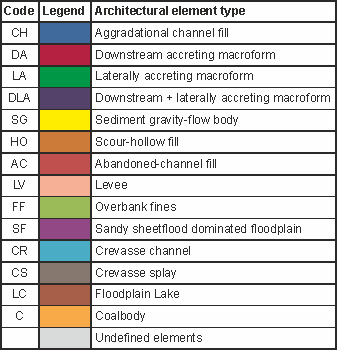 Code Legend Architectural element type
CH Aggradational channel fill
DA Downstream accreting macroform
LA Laterally accreting macroform
DLA Downstream + laterally accreting macroform
SG Sediment gravity-flow body
HO Scour-hollow fill
AC Abandoned-channel fill
LV Levee
FF Overbank fines
SF Sandy sheetflood dominated floodplain
CR Crevasse channel
CS Crevasse splay
LC Floodplain Lake
C Coalbody
Undefined elements